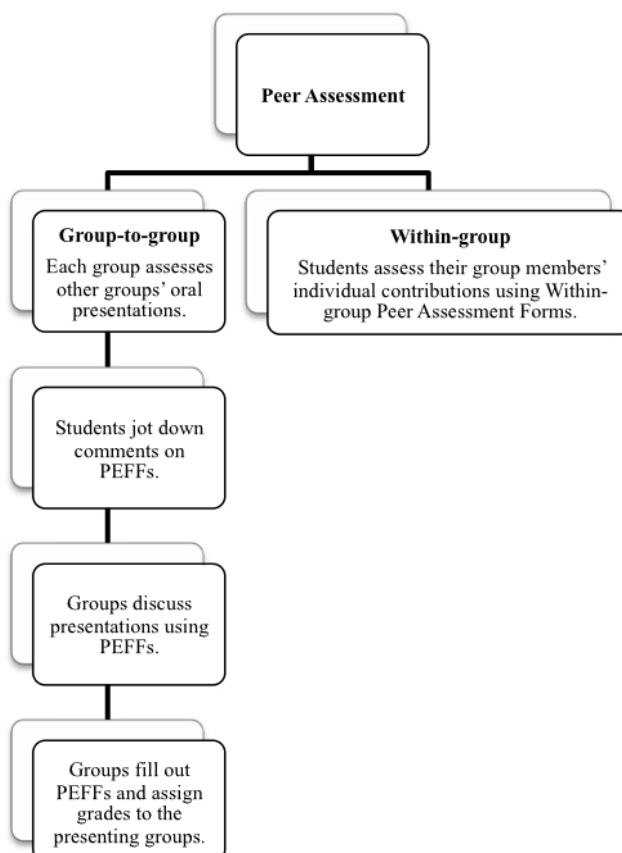 Peer Assessment
Group-to-group
Each group assesses
other groups’ oral
presentations.
Within-group
Students assess their group members’
individual contributions using Within-
group Peer Assessment Forms.
Students jot down
comments on
PEFFs.
Groups discuss
presentations using
PEFFs.
Groups fill out
PEFFs and assign
grades to the
presenting groups.